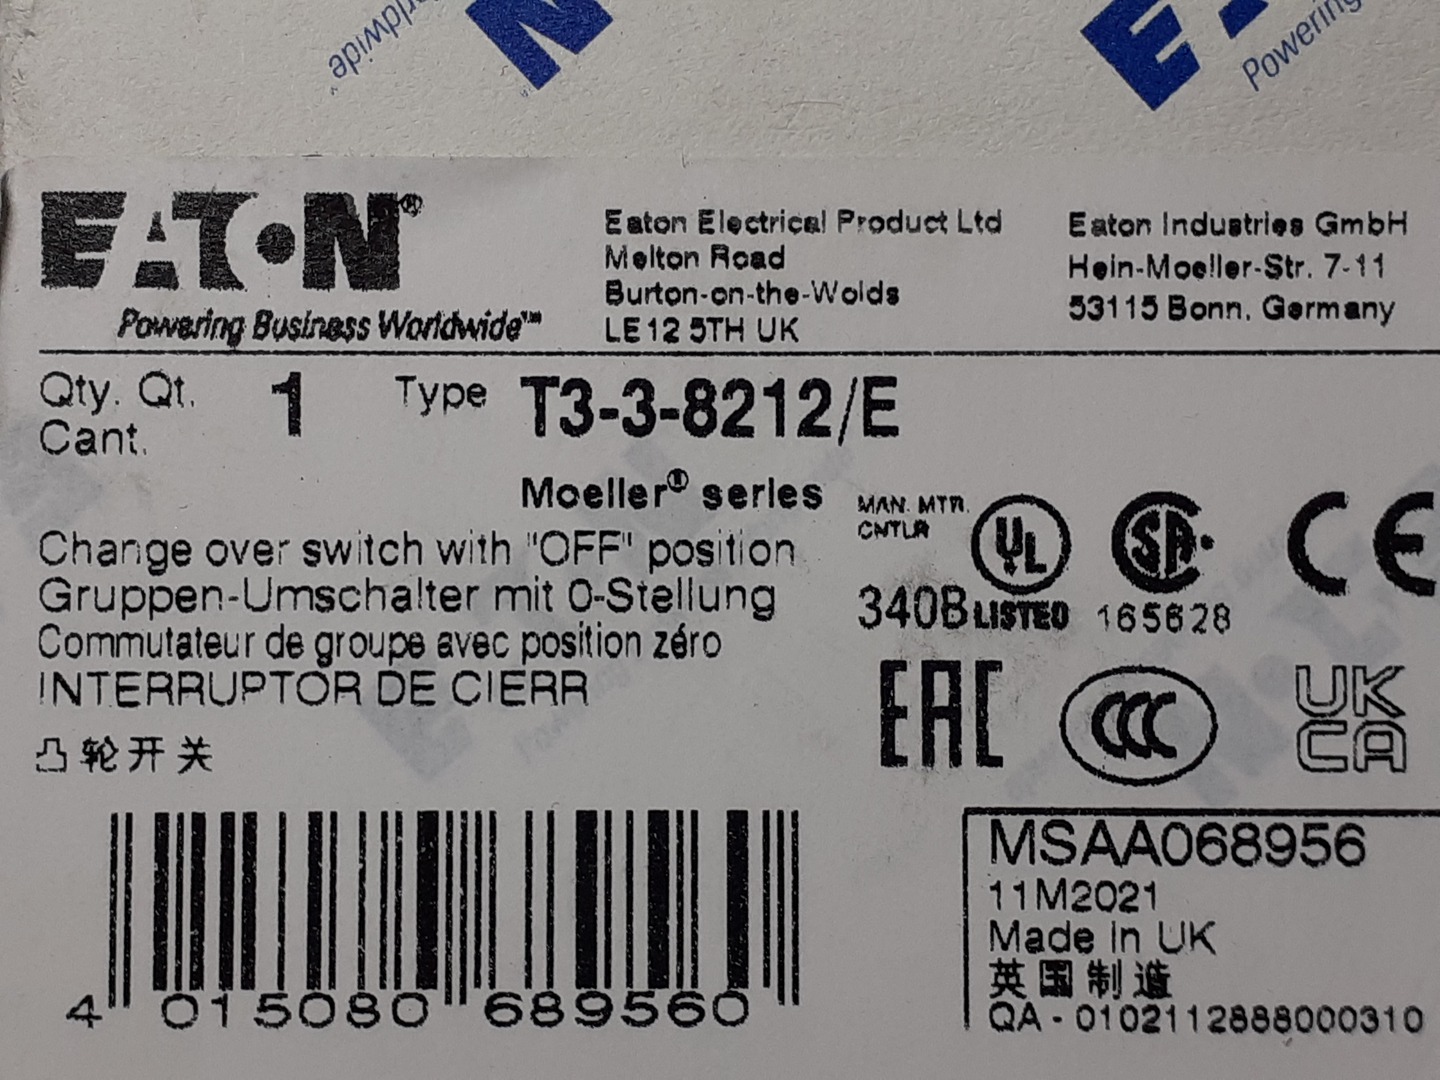 orldwide"
N
EA
Powering
EATON®
Powering Business Worldwide™
Eaton Electrical Product Ltd
Melton Road
Burton-on-the-Wolds
LE12 5TH UK
Eaton Industries GmbH
Hein-Moeller-Str. 7-11
53115 Bonn, Germany
Qty. Qt. 1 Type T3-3-8212/E
Cant.
Moeller® series
Change over switch with "OFF" position
Gruppen-Umschalter mit 0-Stellung
Commutateur de groupe avec position zéro
INTERRUPTOR DE CIERR
凸轮开关
MAN. MTR.
CNTLR
340B UL LISTED
SA
165628
CE
EAC
CCC
UK
CA
4 015080 689560
MSAA068956
11M2021
Made in UK
英国制造
QA - 0102112888000310